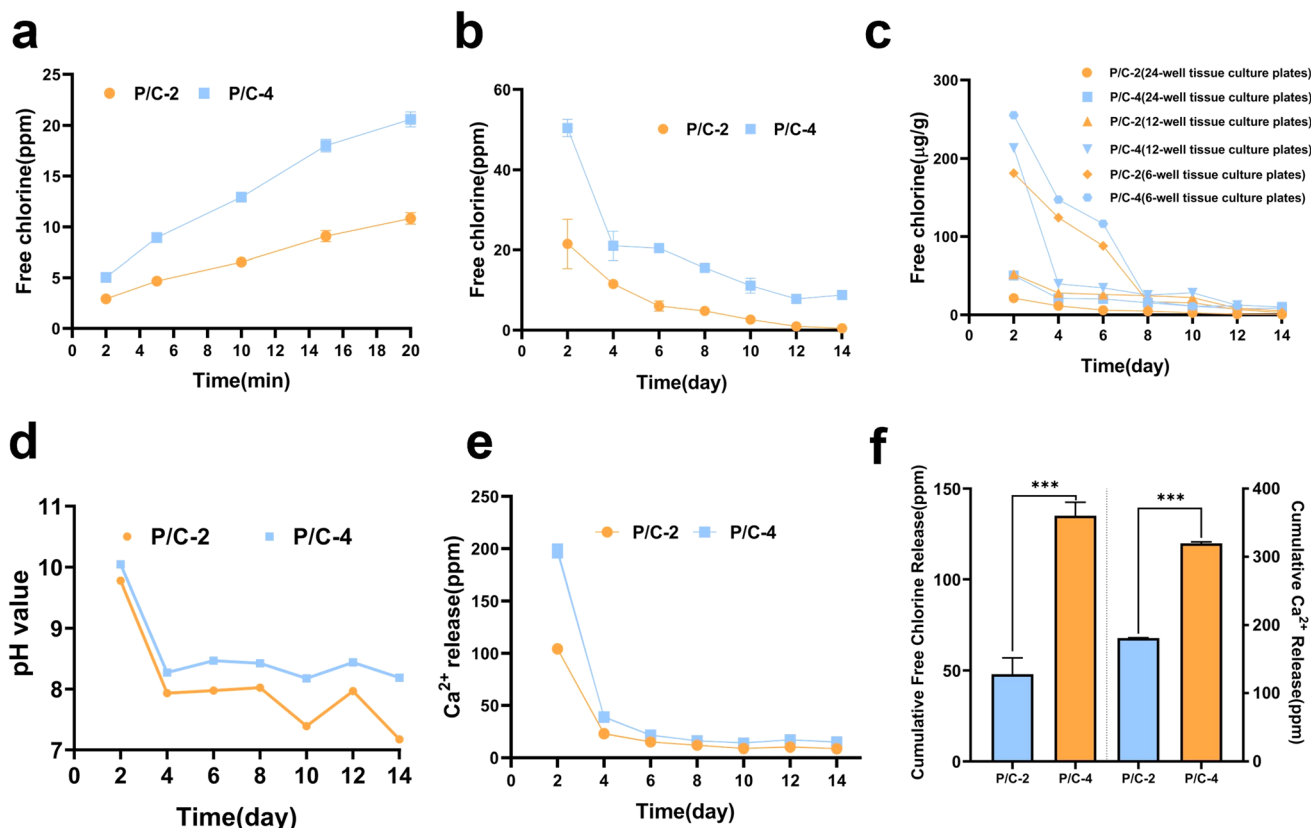 a
25
20
15
10
5
0
Free chlorine(ppm)
P/C-2
P/C-4
0 2 4 6 8 10 12 14 16 18 20
Time(min)
b
60
40
20
0
Free chlorine(ppm)
P/C-2
P/C-4
0 2 4 6 8 10 12 14
Time(day)
c
300
200
100
0
Free chlorine(μg/g)
P/C-2(24-well tissue culture plates)
P/C-4(24-well tissue culture plates)
P/C-2(12-well tissue culture plates)
P/C-4(12-well tissue culture plates)
P/C-2(6-well tissue culture plates)
P/C-4(6-well tissue culture plates)
0 2 4 6 8 10 12 14
Time(day)
d
11
10
9
8
7
pH value
P/C-2
P/C-4
0 2 4 6 8 10 12 14
Time(day)
e
250
200
150
100
50
0
Ca²⁺ release(ppm)
P/C-2
P/C-4
0 2 4 6 8 10 12 14
Time(day)
f
150
100
50
0
Cumulative Free Chlorine Release(ppm)
***
***
400
300
200
100
0
Cumulative Ca²⁺
Release(ppm)
P/C-2 P/C-4 P/C-2 P/C-4